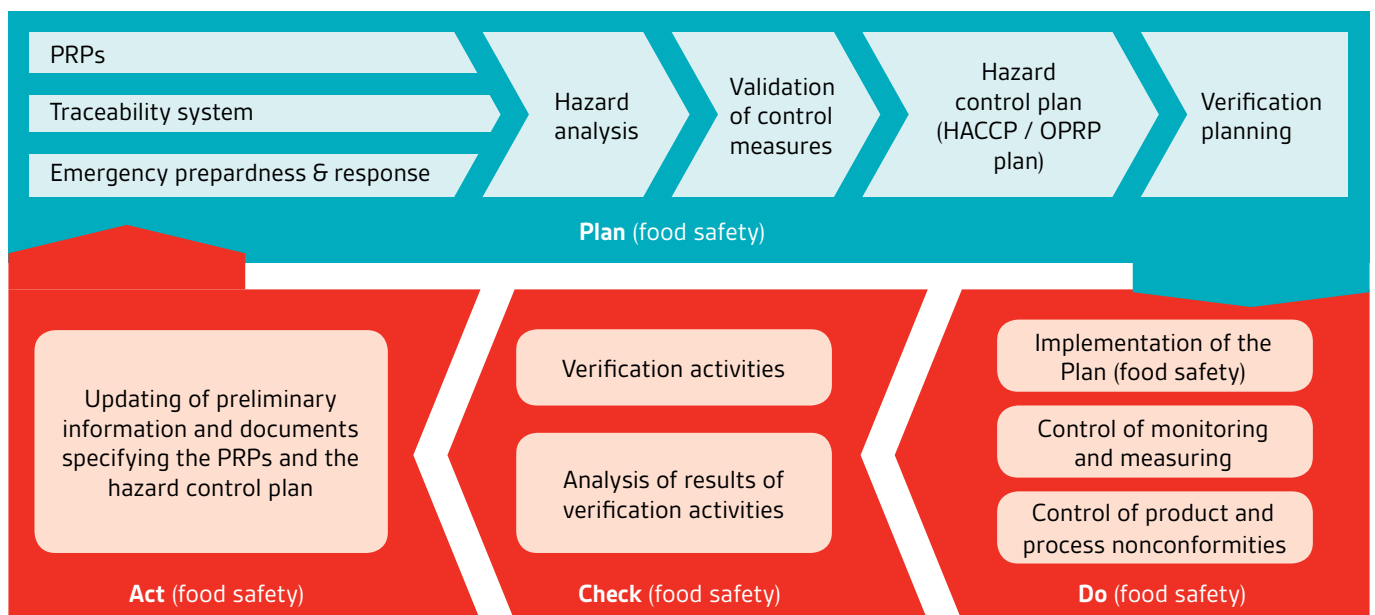 PRPs
Traceability system
Emergency prepardness & response
Hazard
analysis
Validation
of control
measures
Hazard
control plan
(HACCP / OPRP
plan)
Verification
planning
Plan (food safety)
Updating of preliminary
information and documents
specifying the PRPs and the
hazard control plan
Act (food safety)
Verification activities
Analysis of results of
verification activities
Check (food safety)
Implementation of the
Plan (food safety)
Control of monitoring
and measuring
Control of product and
process nonconformities
Do (food safety)